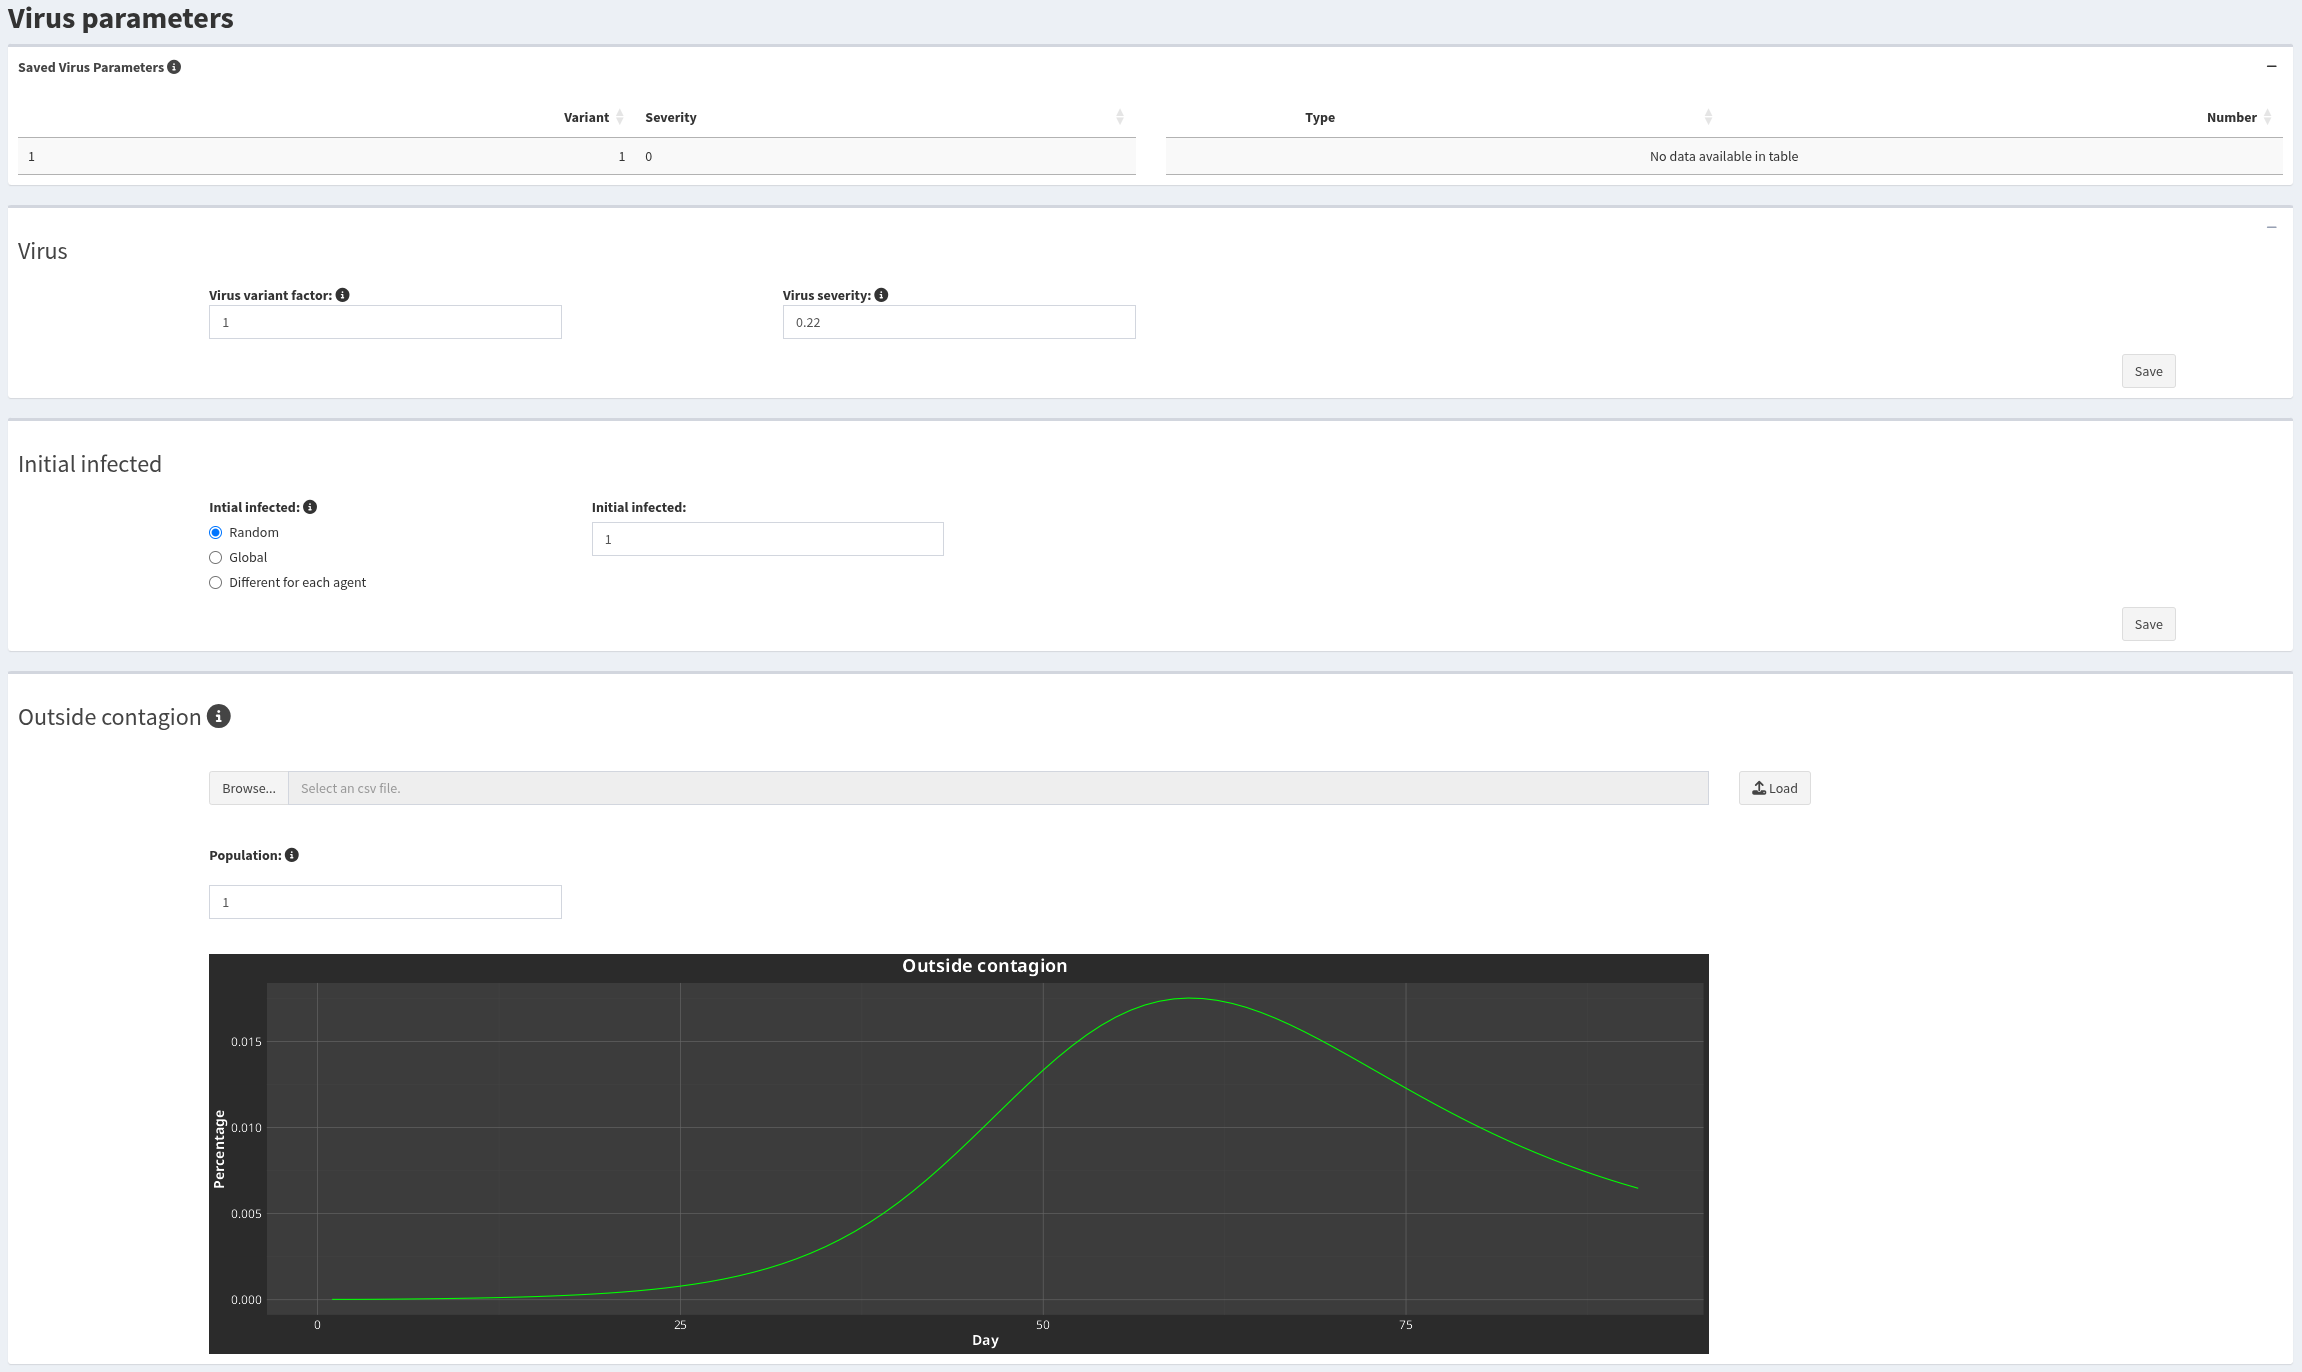 Virus parameters
Saved Virus Parameters
Variant Severity
1 1 0
Type Number
No data available in table
Virus
Virus variant factor: Virus severity:
1 0.22
Save
Initial infected
Intial infected: Initial infected:
Random
1
Global
Different for each agent
Save
Outside contagion
Browse... Select an csv file. Load
Population:
1
Outside contagion
0.015
0.010
0.005
0.000
Percentage
0 25 50 75
Day